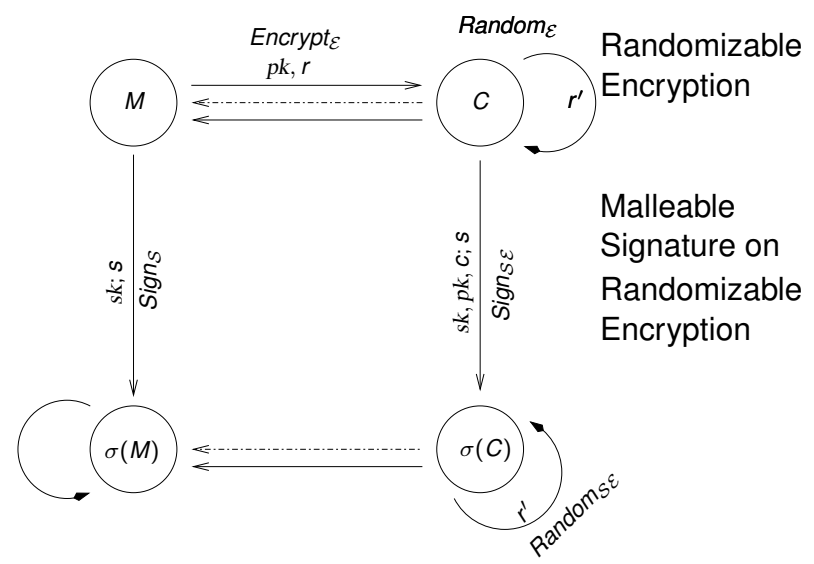 Encrypt_ℰ
pk, r
Random_ℰ
M
C
r′
Randomizable
Encryption
sk; s
Sign_𝒮
sk, pk, c; s
Sign_𝒮ℰ
Malleable
Signature on
Randomizable
Encryption
σ(M)
σ(C)
r′
Random_𝒮ℰ